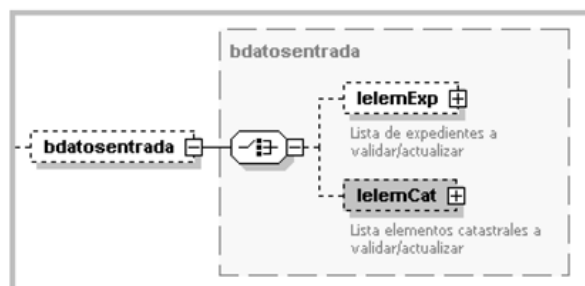 bdatosentrada
lelemExp
Lista de expedientes a
validar/actualizar
bdatosentrada
lelemCat
Lista elementos catastrales a
validar/actualizar